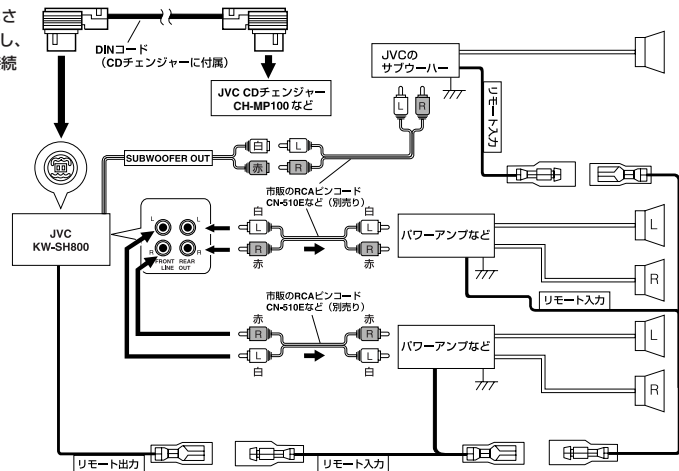 さ
し、
続
DINコード
（CDチェンジャーに付属）
JVC CDチェンジャー
CH-MP100など
JVCの
サブウーハー
L
R
リモート入力
SUBWOOFER OUT
白
赤
L
R
市販のRCAピンコード
CN-510Eなど（別売り）
JVC
KW-SH800
L
L
R
R
FRONT REAR
LINE OUT
白
L
R
赤
白
L
R
赤
パワーアンプなど
L
R
リモート入力
市販のRCAピンコード
CN-510Eなど（別売り）
赤
R
L
白
赤
R
L
白
パワーアンプなど
L
R
リモート出力
リモート入力